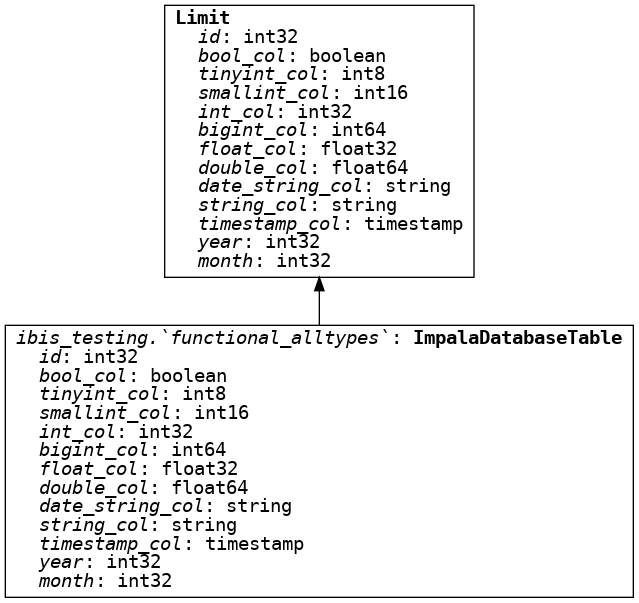 Limit
id: int32
bool_col: boolean
tinyint_col: int8
smallint_col: int16
int_col: int32
bigint_col: int64
float_col: float32
double_col: float64
date_string_col: string
string_col: string
timestamp_col: timestamp
year: int32
month: int32
ibis_testing.`functional_alltypes`: ImpalaDatabaseTable
id: int32
bool_col: boolean
tinyint_col: int8
smallint_col: int16
int_col: int32
bigint_col: int64
float_col: float32
double_col: float64
date_string_col: string
string_col: string
timestamp_col: timestamp
year: int32
month: int32